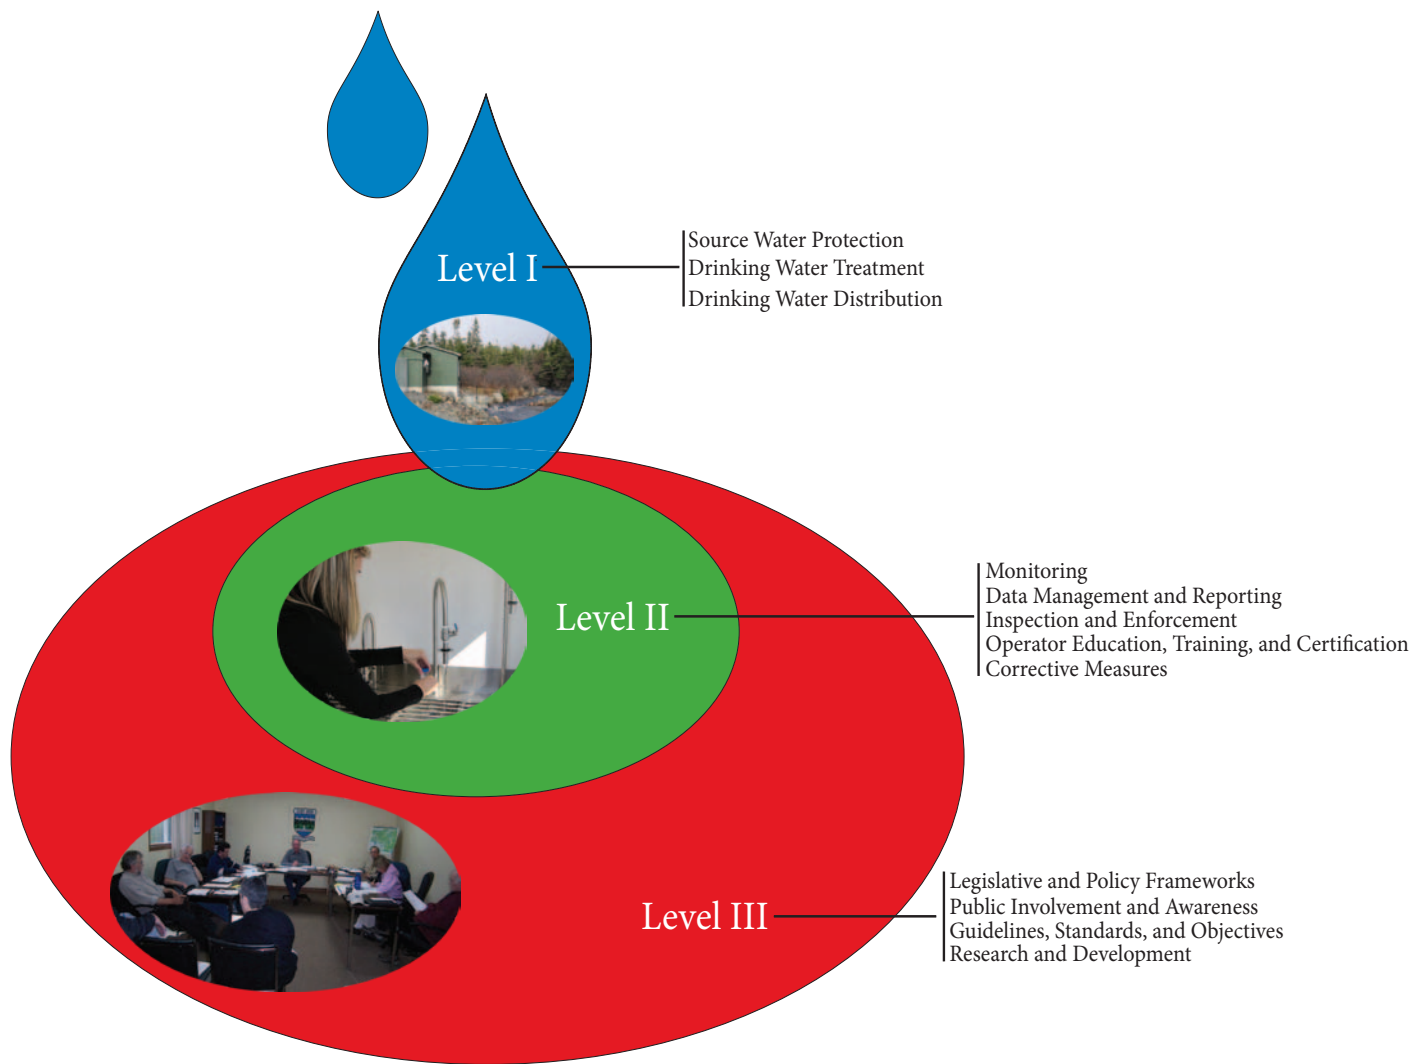 Level I
Source Water Protection
Drinking Water Treatment
Drinking Water Distribution
Level II
Monitoring
Data Management and Reporting
Inspection and Enforcement
Operator Education, Training, and Certification
Corrective Measures
Level III
Legislative and Policy Frameworks
Public Involvement and Awareness
Guidelines, Standards, and Objectives
Research and Development